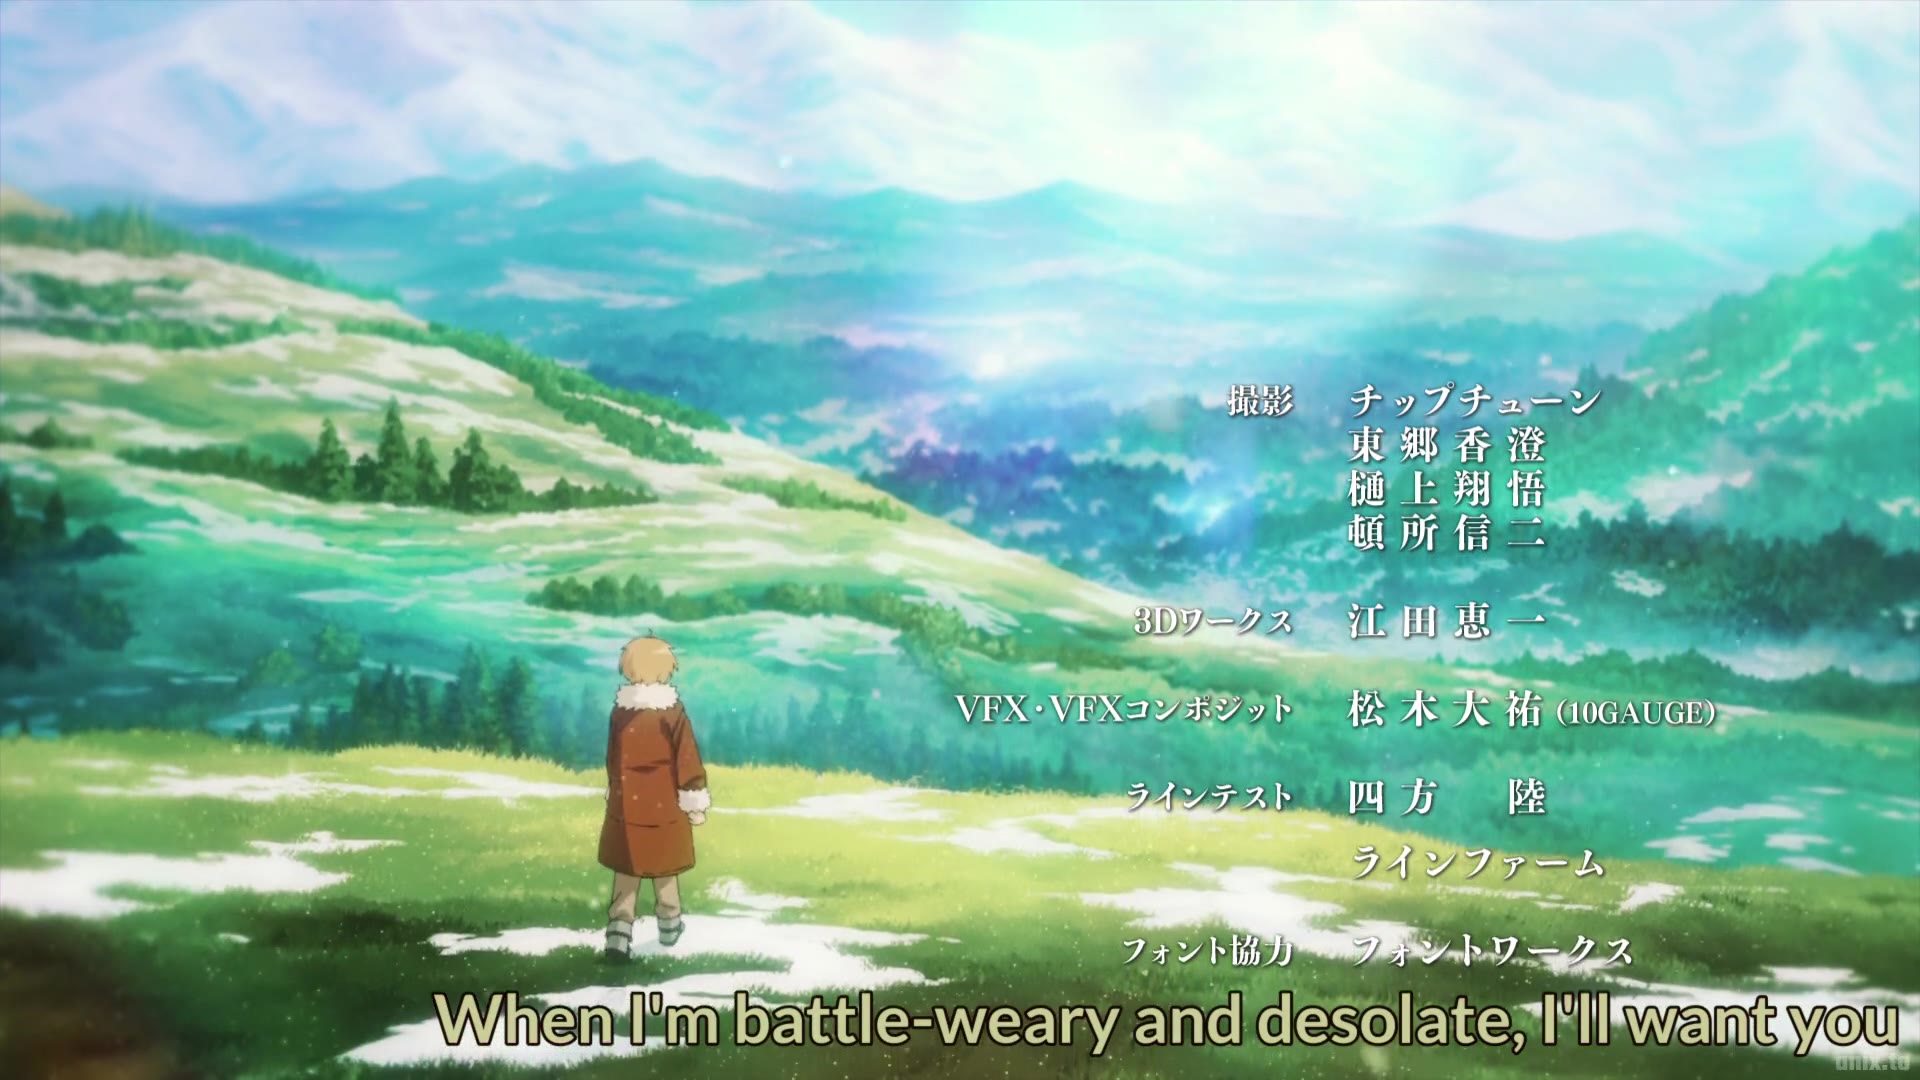 撮影 チップチューン
東郷香澄
樋上翔悟
頓所信二
3Dワークス 江田恵一
VFX・VFXコンポジット 松木大祐(10GAUGE)
ラインテスト 四方 陸
ラインファーム
フォント協力 フォントワークス
When I'm battle-weary and desolate, I'll want you